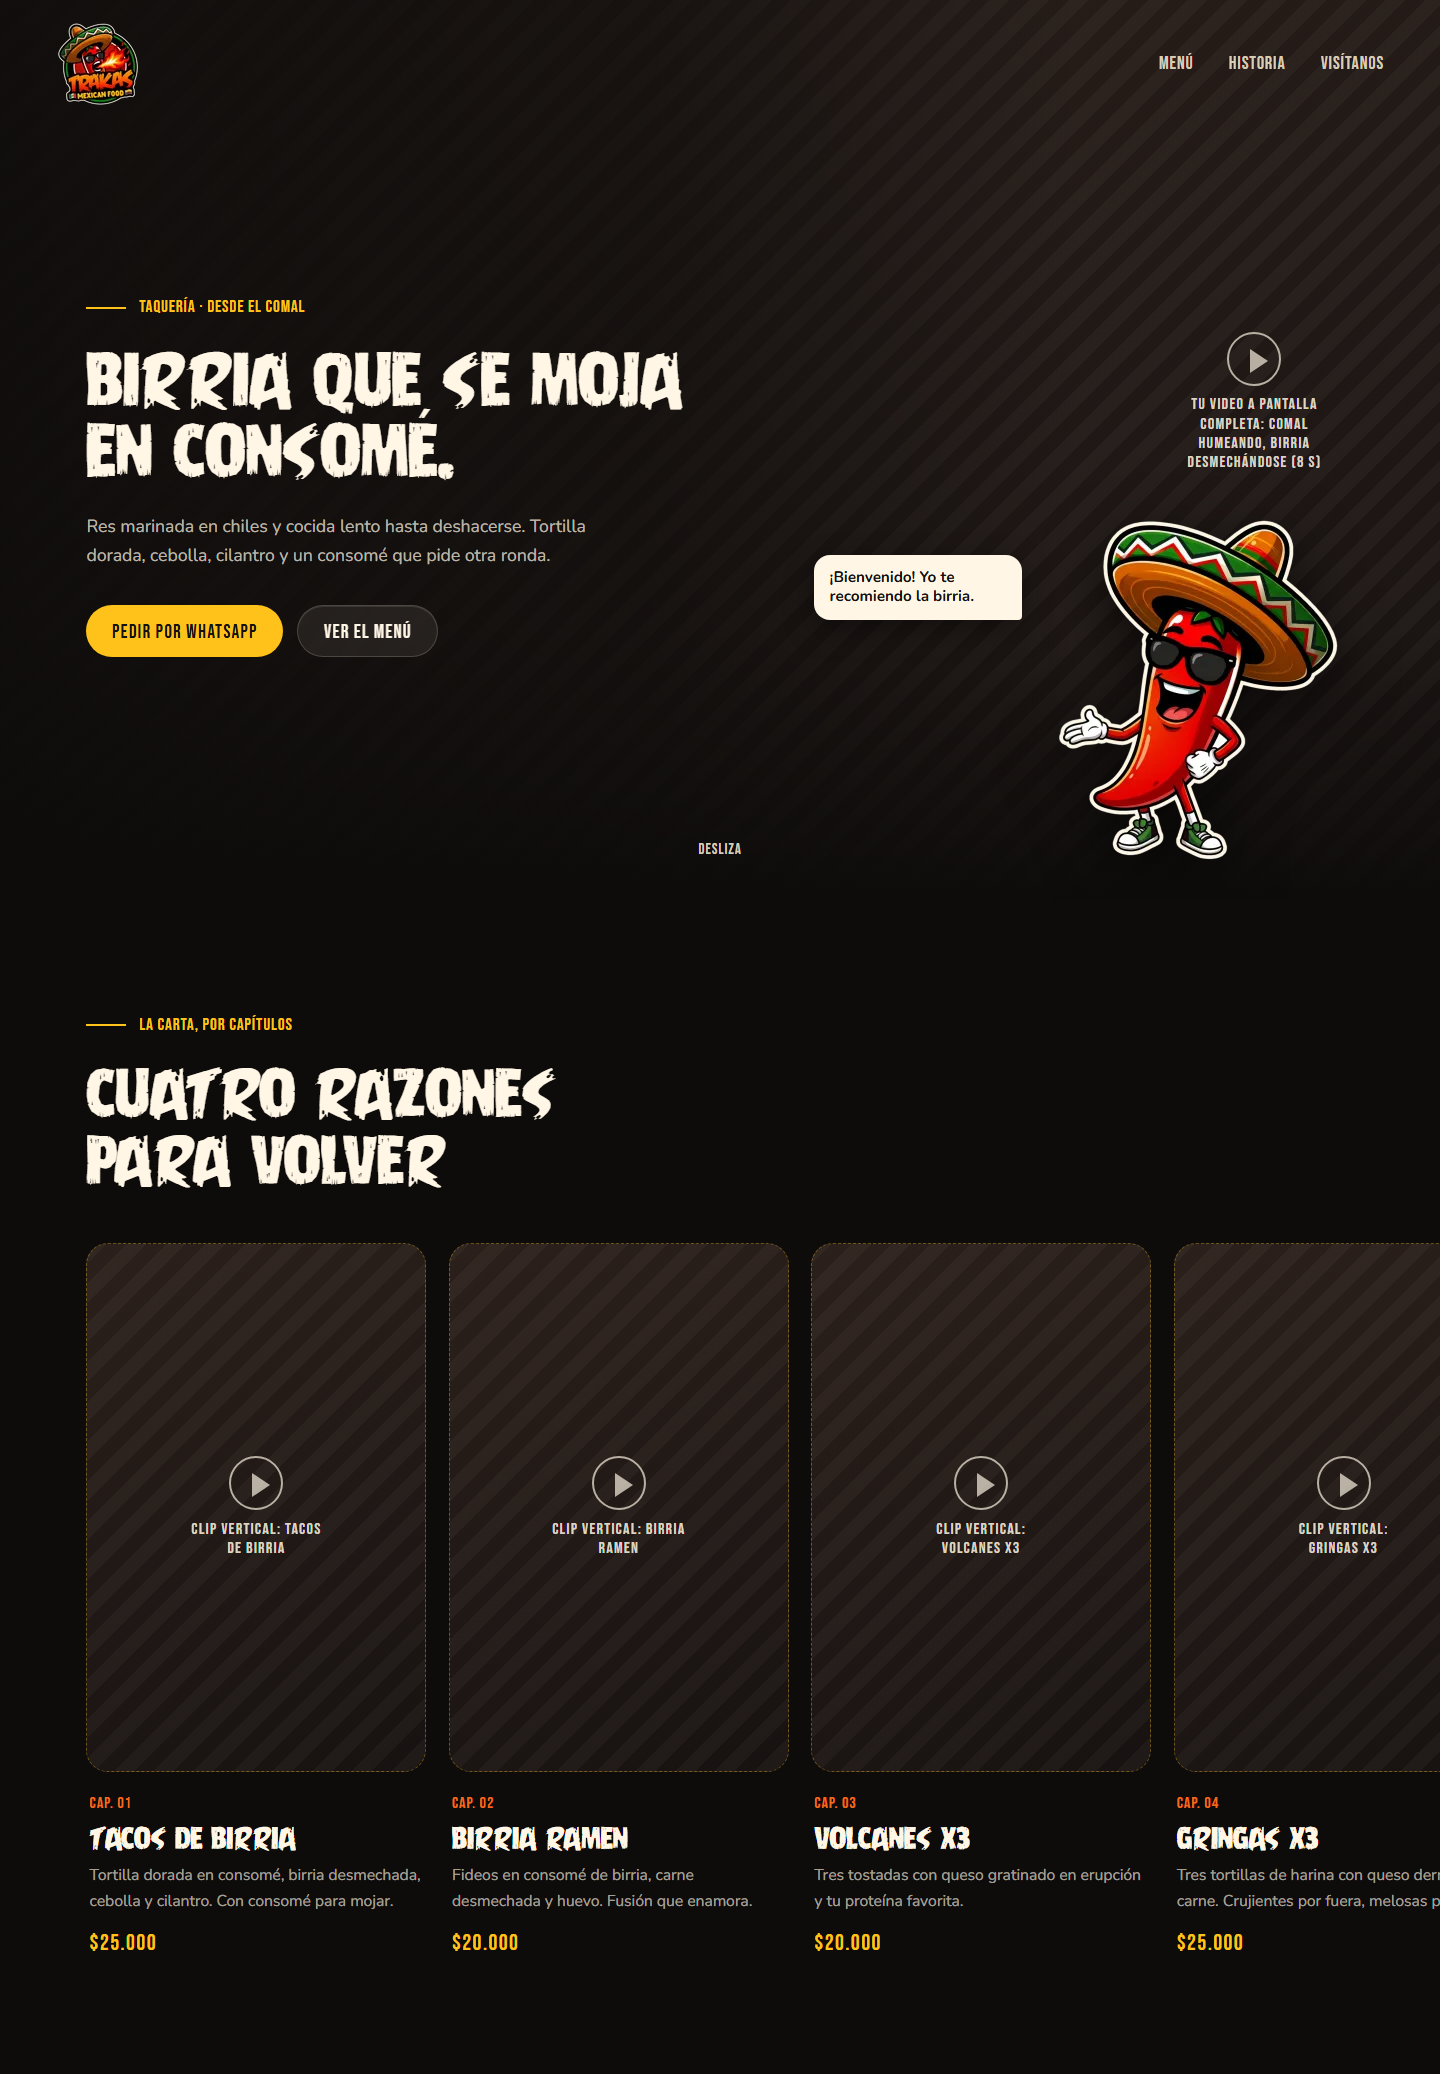 TRAKAS
MEXICAN FOOD
MENÚ
HISTORIA
VISÍTANOS
TAQUERÍA · DESDE EL COMAL
BIRRIA QUE SE MOJA
EN CONSOMÉ.
Res marinada en chiles y cocida lento hasta deshacerse. Tortilla
dorada, cebolla, cilantro y un consomé que pide otra ronda.
PEDIR POR WHATSAPP
VER EL MENÚ
TU VIDEO A PANTALLA
COMPLETA: COMAL
HUMEANDO, BIRRIA
DESMECHÁNDOSE (8 S)
¡Bienvenido! Yo te
recomiendo la birria.
DESLIZA
LA CARTA, POR CAPÍTULOS
CUATRO RAZONES
PARA VOLVER
CLIP VERTICAL: TACOS
DE BIRRIA
CAP. 01
TACOS DE BIRRIA
Tortilla dorada en consomé, birria desmechada,
cebolla y cilantro. Con consomé para mojar.
$25.000
CLIP VERTICAL: BIRRIA
RAMEN
CAP. 02
BIRRIA RAMEN
Fideos en consomé de birria, carne
desmechada y huevo. Fusión que enamora.
$20.000
CLIP VERTICAL:
VOLCANES X3
CAP. 03
VOLCANES X3
Tres tostadas con queso gratinado en erupción
y tu proteína favorita.
$20.000
CLIP VERTICAL:
GRINGAS X3
CAP. 04
GRINGAS X3
Tres tortillas de harina con queso
carne. Crujientes por fuera, melosas
$25.000